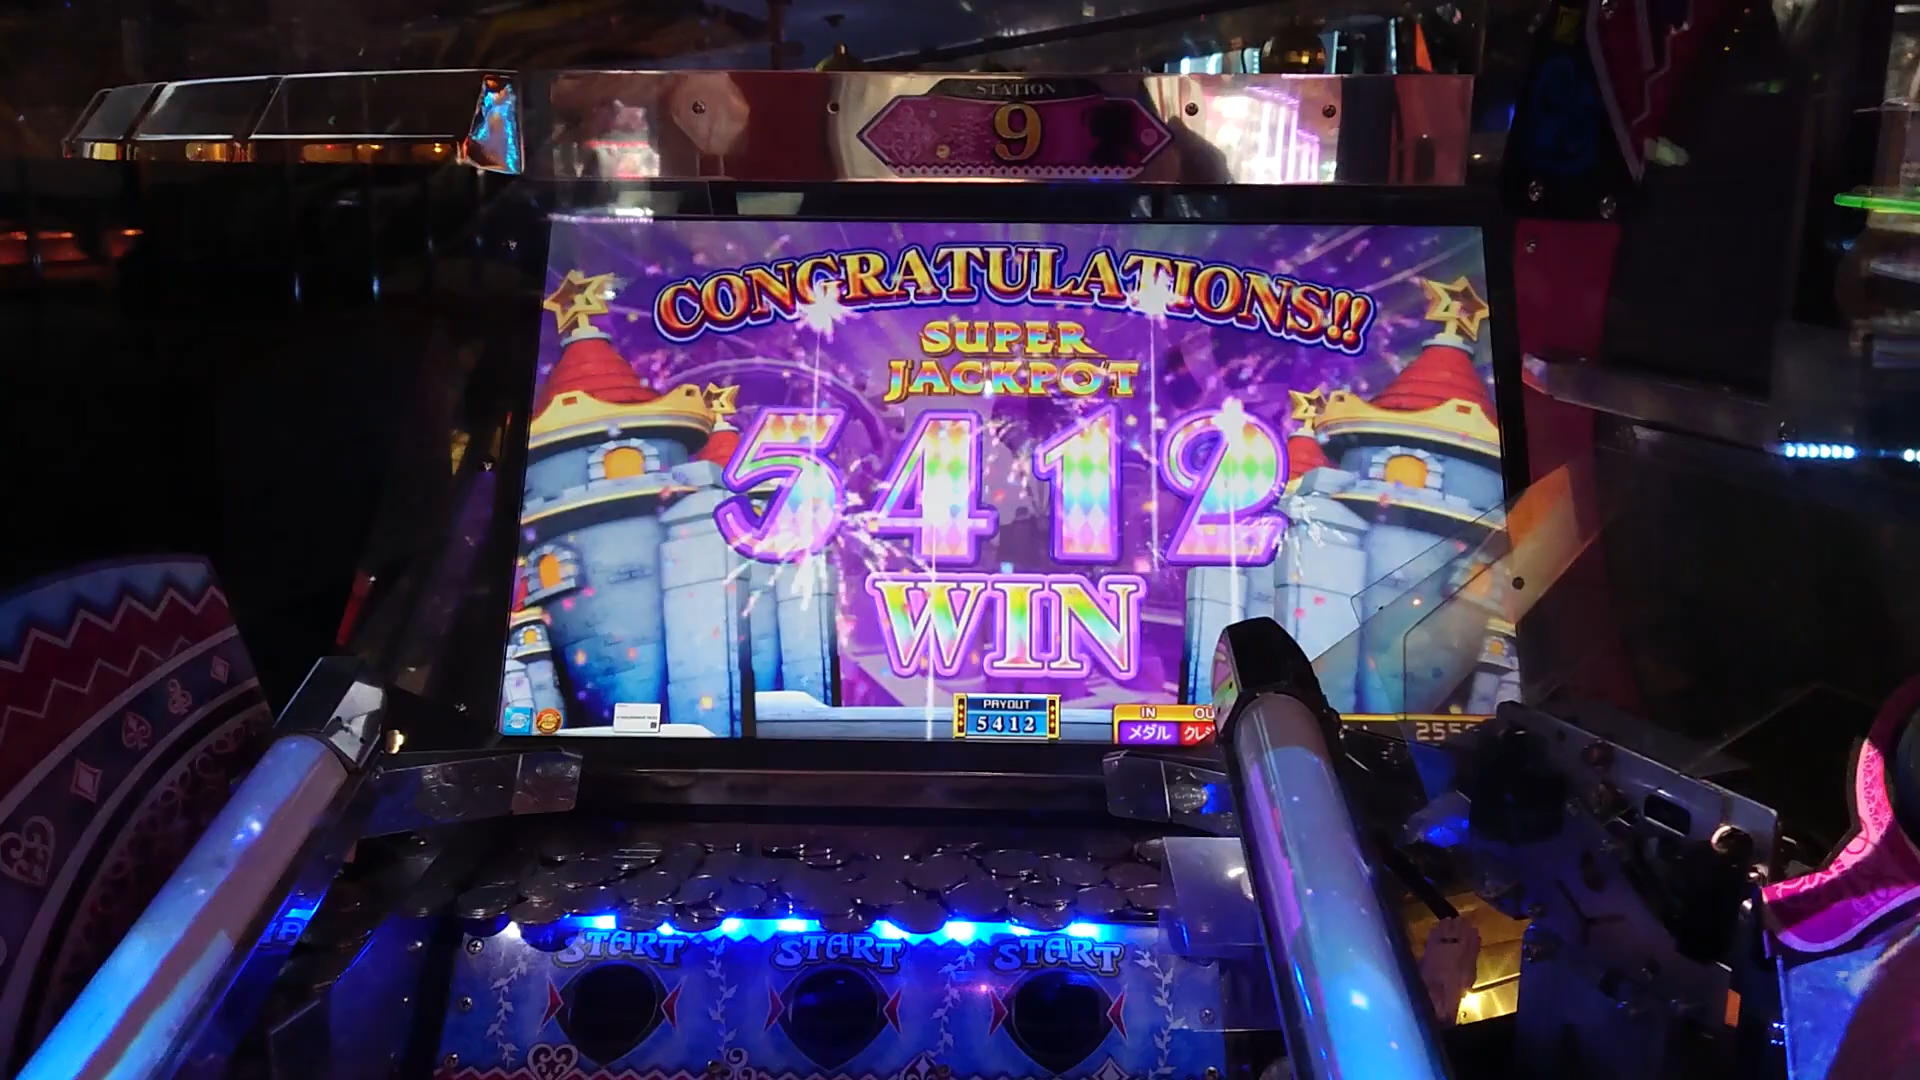 STATION
9
CONGRATULATIONS!!
SUPER
JACKPOT
5412
WIN
PAYOUT
5412
IN
メダル
START START START